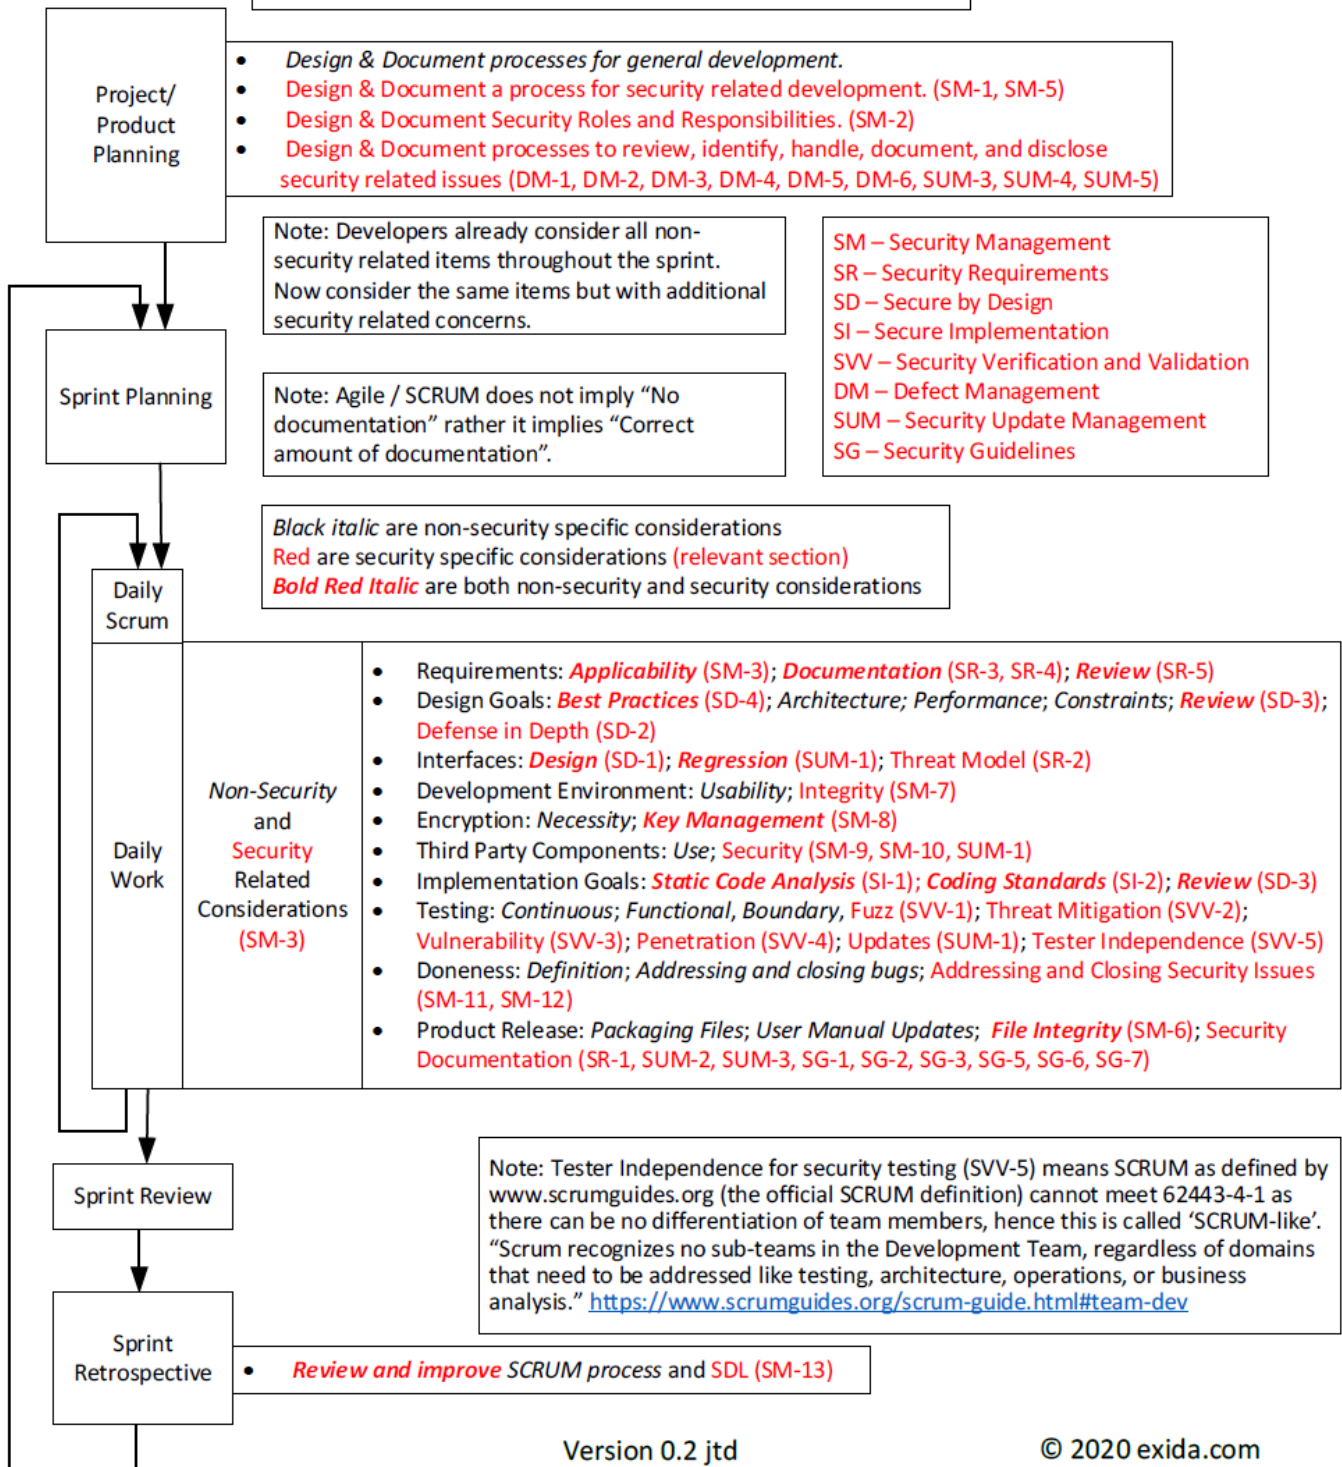 Project/
Product
Planning
• Design & Document processes for general development.
• Design & Document a process for security related development. (SM-1, SM-5)
• Design & Document Security Roles and Responsibilities. (SM-2)
• Design & Document processes to review, identify, handle, document, and disclose
security related issues (DM-1, DM-2, DM-3, DM-4, DM-5, DM-6, SUM-3, SUM-4, SUM-5)
Note: Developers already consider all non-
security related items throughout the sprint.
Now consider the same items but with additional
security related concerns.
SM – Security Management
SR – Security Requirements
SD – Secure by Design
SI – Secure Implementation
SVV – Security Verification and Validation
DM – Defect Management
SUM – Security Update Management
SG – Security Guidelines
Sprint Planning
Note: Agile / SCRUM does not imply “No
documentation” rather it implies “Correct
amount of documentation”.
Black italic are non-security specific considerations
Red are security specific considerations (relevant section)
Bold Red Italic are both non-security and security considerations
Daily
Scrum
Daily
Work
Non-Security
and
Security
Related
Considerations
(SM-3)
• Requirements: Applicability (SM-3); Documentation (SR-3, SR-4); Review (SR-5)
• Design Goals: Best Practices (SD-4); Architecture; Performance; Constraints; Review (SD-3);
Defense in Depth (SD-2)
• Interfaces: Design (SD-1); Regression (SUM-1); Threat Model (SR-2)
• Development Environment: Usability; Integrity (SM-7)
• Encryption: Necessity; Key Management (SM-8)
• Third Party Components: Use; Security (SM-9, SM-10, SUM-1)
• Implementation Goals: Static Code Analysis (SI-1); Coding Standards (SI-2); Review (SD-3)
• Testing: Continuous; Functional, Boundary, Fuzz (SVV-1); Threat Mitigation (SVV-2);
Vulnerability (SVV-3); Penetration (SVV-4); Updates (SUM-1); Tester Independence (SVV-5)
• Doneness: Definition; Addressing and closing bugs; Addressing and Closing Security Issues
(SM-11, SM-12)
• Product Release: Packaging Files; User Manual Updates; File Integrity (SM-6); Security
Documentation (SR-1, SUM-2, SUM-3, SG-1, SG-2, SG-3, SG-5, SG-6, SG-7)
Sprint Review
Note: Tester Independence for security testing (SVV-5) means SCRUM as defined by
www.scrumguides.org (the official SCRUM definition) cannot meet 62443-4-1 as
there can be no differentiation of team members, hence this is called ‘SCRUM-like’.
“Scrum recognizes no sub-teams in the Development Team, regardless of domains
that need to be addressed like testing, architecture, operations, or business
analysis.” https://www.scrumguides.org/scrum-guide.html#team-dev
Sprint
Retrospective
• Review and improve SCRUM process and SDL (SM-13)
Version 0.2 jtd
© 2020 exida.com